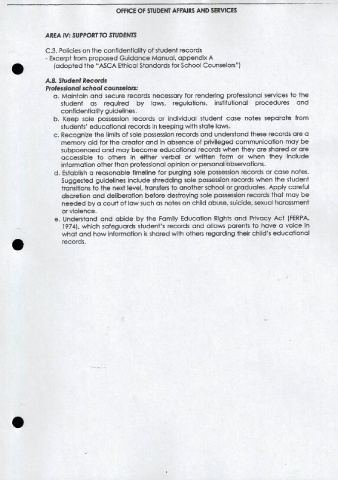 OFFICE OF STUDENT AFFAIRS AND SERVICES
AREA IV: SUPPORT TO STUDENTS
C.3. Policies on the confidentiality of student records
- Excerpt from proposed Guidance Manual, appendix A
(adopted the "ASCA Ethical Standards for School Counselors")
A.8. Student Records
Professional school counselors:
a. Maintain and secure records necessary for rendering professional services to the
student as required by laws, regulations, institutional procedures and
confidentiality guidelines.
b. Keep sole possession records or individual student case notes separate from
students' educational records in keeping with state laws.
c. Recognize the limits of sole possession records and understand these records are a
memory aid for the creator and in absence of privileged communication may be
subpoenaed and may become educational records when they are shared or are
accessible to others in either verbal or written form or when they include
information other than professional opinion or personal observations.
d. Establish a reasonable timeline for purging sole possession records or case notes.
Suggested guidelines include shredding sole possession records when the student
transitions to the next level, transfers to another school or graduates. Apply careful
discretion and deliberation before destroying sole possession records that may be
needed by a court of law such as notes on child abuse, suicide, sexual harassment
or violence.
e. Understand and abide by the Family Education Rights and Privacy Act (FERPA,
1974), which safeguards student's records and allows parents to have a voice in
what and how information is shared with others regarding their child's educational
records.